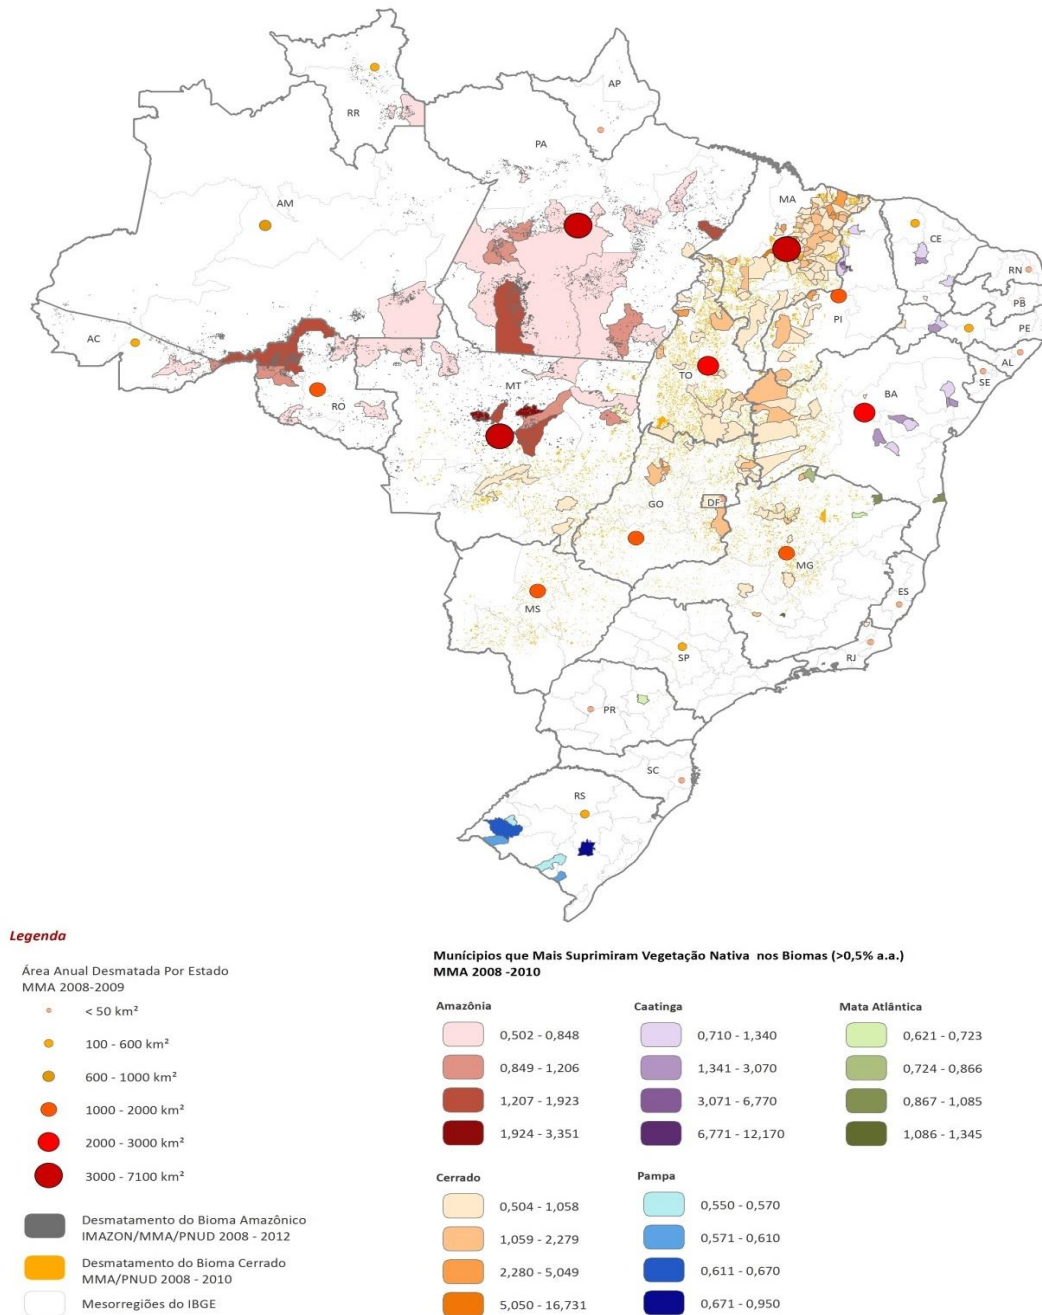 RR
AP
PA
AM
MA
CE
RN
PB
PE
PI
AC
AL
SE
TO
BA
MT
RO
DF
GO
MG
MS
ES
SP
RJ
PR
SC
RS
Legenda
Área Anual Desmatada Por Estado
MMA 2008-2009
< 50 km²
100 - 600 km²
600 - 1000 km²
1000 - 2000 km²
2000 - 3000 km²
3000 - 7100 km²
Desmatamento do Bioma Amazônico
IMAZON/MMA/PNUD 2008 - 2012
Desmatamento do Bioma Cerrado
MMA/PNUD 2008 - 2010
Mesorregiões do IBGE
Munícipios que Mais Suprimiram Vegetação Nativa nos Biomas (>0,5% a.a.)
MMA 2008 -2010
Amazônia
0,502 - 0,848
0,849 - 1,206
1,207 - 1,923
1,924 - 3,351
Caatinga
0,710 - 1,340
1,341 - 3,070
3,071 - 6,770
6,771 - 12,170
Mata Atlântica
0,621 - 0,723
0,724 - 0,866
0,867 - 1,085
1,086 - 1,345
Cerrado
0,504 - 1,058
1,059 - 2,279
2,280 - 5,049
5,050 - 16,731
Pampa
0,550 - 0,570
0,571 - 0,610
0,611 - 0,670
0,671 - 0,950